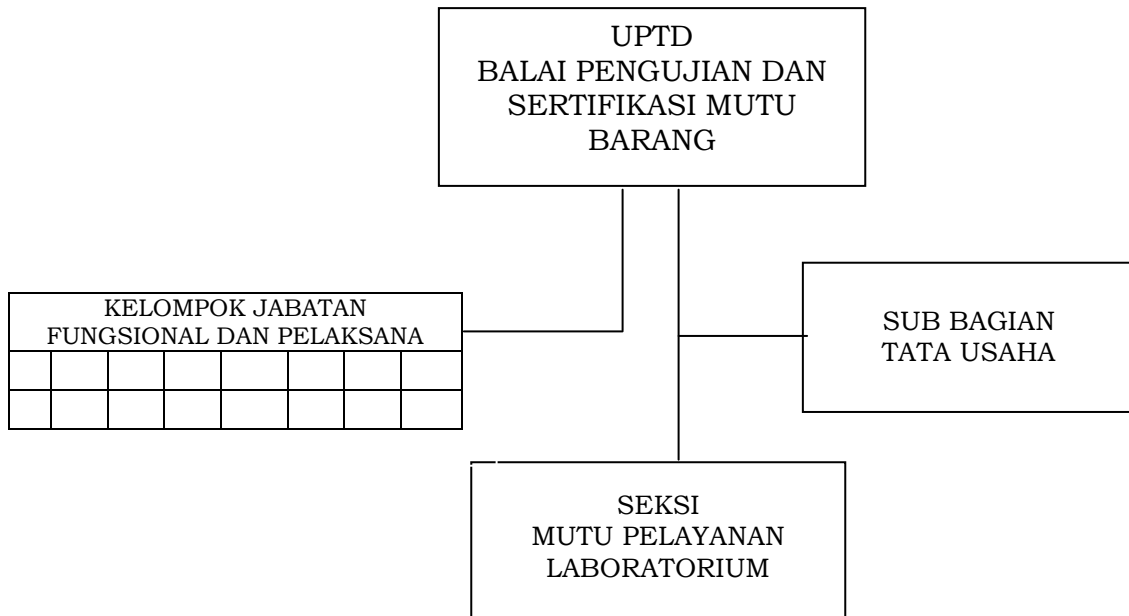 UPTD
BALAI PENGUJIAN DAN
SERTIFIKASI MUTU
BARANG
KELOMPOK JABATAN
FUNGSIONAL DAN PELAKSANA
SUB BAGIAN
TATA USAHA
SEKSI
MUTU PELAYANAN
LABORATORIUM